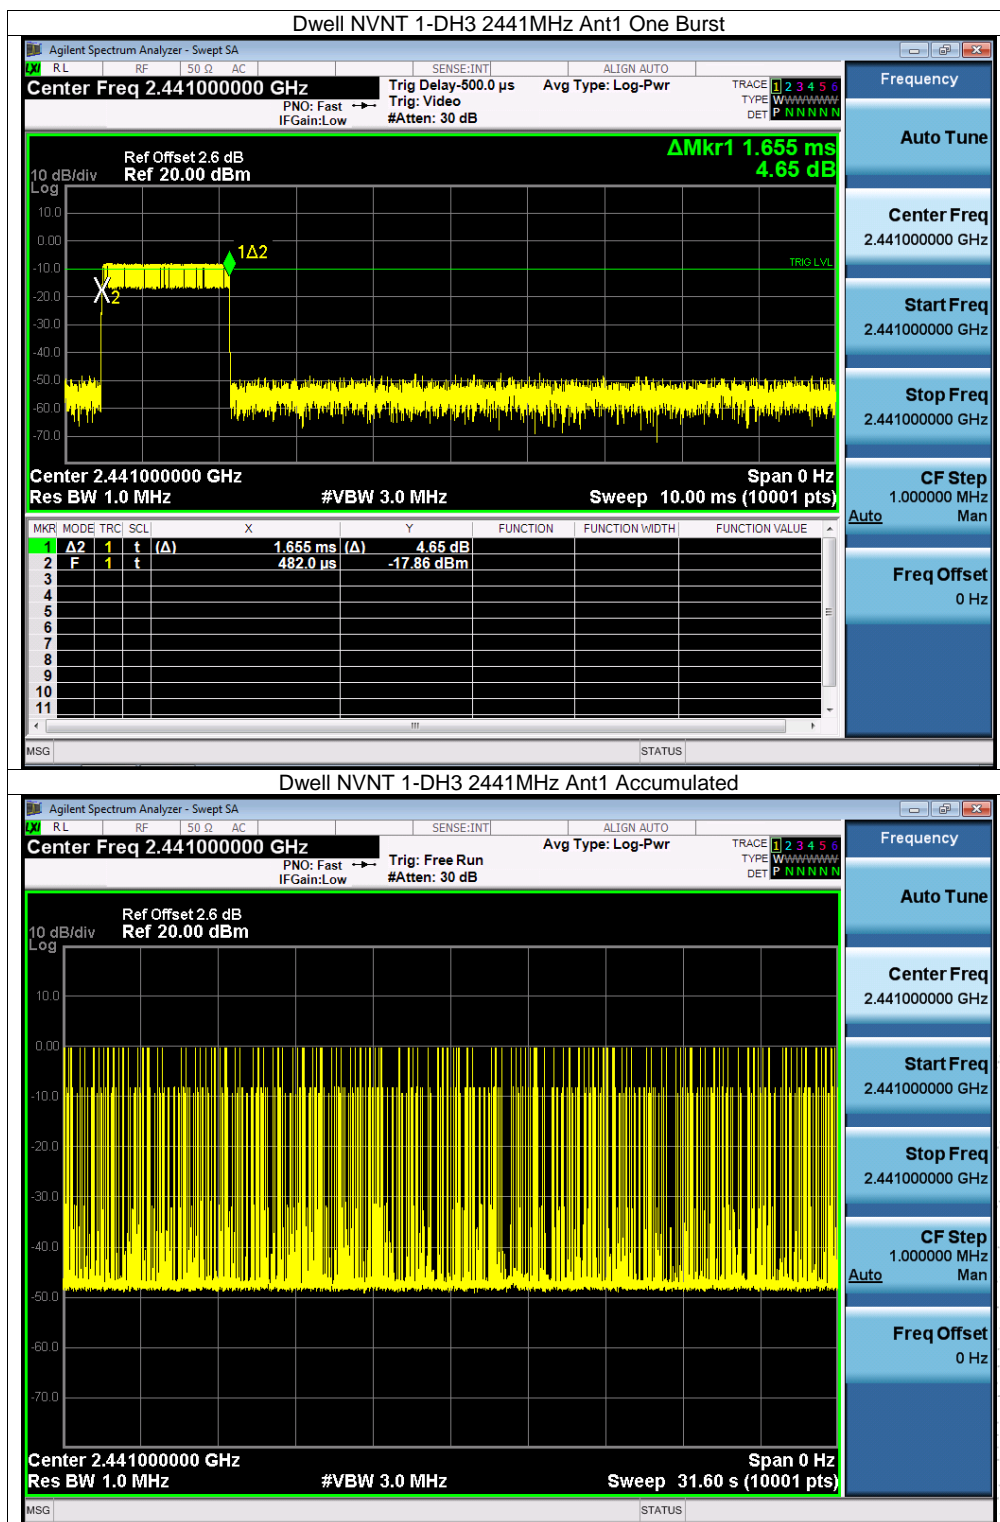 Dwell NVNT 1-DH3 2441MHz Ant1 One Burst
Agilent Spectrum Analyzer - Swept SA
LXI RL RF 50 Ω AC SENSE:INT ALIGN AUTO
Center Freq 2.441000000 GHz
PNO: Fast
IFGain:Low
Trig Delay-500.0 µs
Trig: Video
#Atten: 30 dB
Avg Type: Log-Pwr
TRACE 1 2 3 4 5 6
TYPE WWWWWWW
DET P N N N N N
Frequency
Auto Tune
Center Freq
2.441000000 GHz
Start Freq
2.441000000 GHz
Stop Freq
2.441000000 GHz
CF Step
1.000000 MHz
Auto Man
Freq Offset
0 Hz
ΔMkr1 1.655 ms
4.65 dB
Ref Offset 2.6 dB
10 dB/div Ref 20.00 dBm
Log
10.0
0.00
-10.0
-20.0
-30.0
-40.0
-50.0
-60.0
-70.0
1Δ2
TRIG LVL
2
Center 2.441000000 GHz Span 0 Hz
Res BW 1.0 MHz #VBW 3.0 MHz Sweep 10.00 ms (10001 pts)
MKR MODE TRC SCL X Y FUNCTION FUNCTION WIDTH FUNCTION VALUE
1 Δ2 1 t (Δ) 1.655 ms (Δ) 4.65 dB
2 F 1 t 482.0 µs -17.86 dBm
3
4
5
6
7
8
9
10
11
MSG STATUS
Dwell NVNT 1-DH3 2441MHz Ant1 Accumulated
Agilent Spectrum Analyzer - Swept SA
LXI RL RF 50 Ω AC SENSE:INT ALIGN AUTO
Center Freq 2.441000000 GHz
PNO: Fast
IFGain:Low
Trig: Free Run
#Atten: 30 dB
Avg Type: Log-Pwr
TRACE 1 2 3 4 5 6
TYPE WWWWWWW
DET P N N N N N
Frequency
Auto Tune
Center Freq
2.441000000 GHz
Start Freq
2.441000000 GHz
Stop Freq
2.441000000 GHz
CF Step
1.000000 MHz
Auto Man
Freq Offset
0 Hz
Ref Offset 2.6 dB
10 dB/div Ref 20.00 dBm
Log
10.0
0.00
-10.0
-20.0
-30.0
-40.0
-50.0
-60.0
-70.0
Center 2.441000000 GHz Span 0 Hz
Res BW 1.0 MHz #VBW 3.0 MHz Sweep 31.60 s (10001 pts)
MSG STATUS